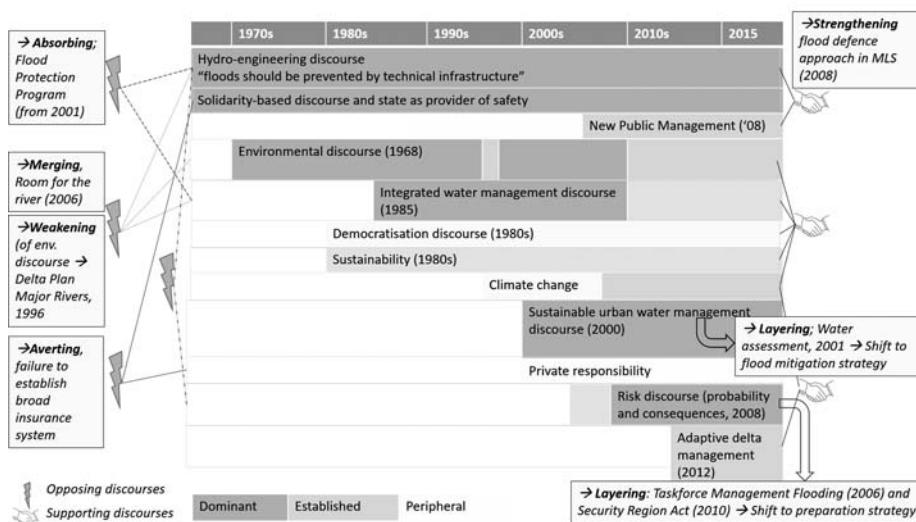 1970s 1980s 1990s 2000s 2010s 2015
→Absorbing;
Flood
Protection
Program
(from 2001)
→Merging,
Room for the
river (2006)
→Weakening
(of env.
discourse →
Delta Plan
Major Rivers,
1996
→Averting,
failure to
establish
broad
insurance
system
Hydro-engineering discourse
“floods should be prevented by technical infrastructure”
Solidarity-based discourse and state as provider of safety
New Public Management (‘08)
Environmental discourse (1968)
Integrated water management discourse
(1985)
Democratisation discourse (1980s)
Sustainability (1980s)
Climate change
Sustainable urban water management
discourse (2000)
Private responsibility
Risk discourse (probability
and consequences, 2008)
Adaptive delta
management
(2012)
→Strengthening
flood defence
approach in MLS
(2008)
→ Layering; Water
assessment, 2001 → Shift to
flood mitigation strategy
→ Layering: Taskforce Management Flooding (2006) and
Security Region Act (2010) → Shift to preparation strategy
Opposing discourses
Supporting discourses
Dominant Established Peripheral